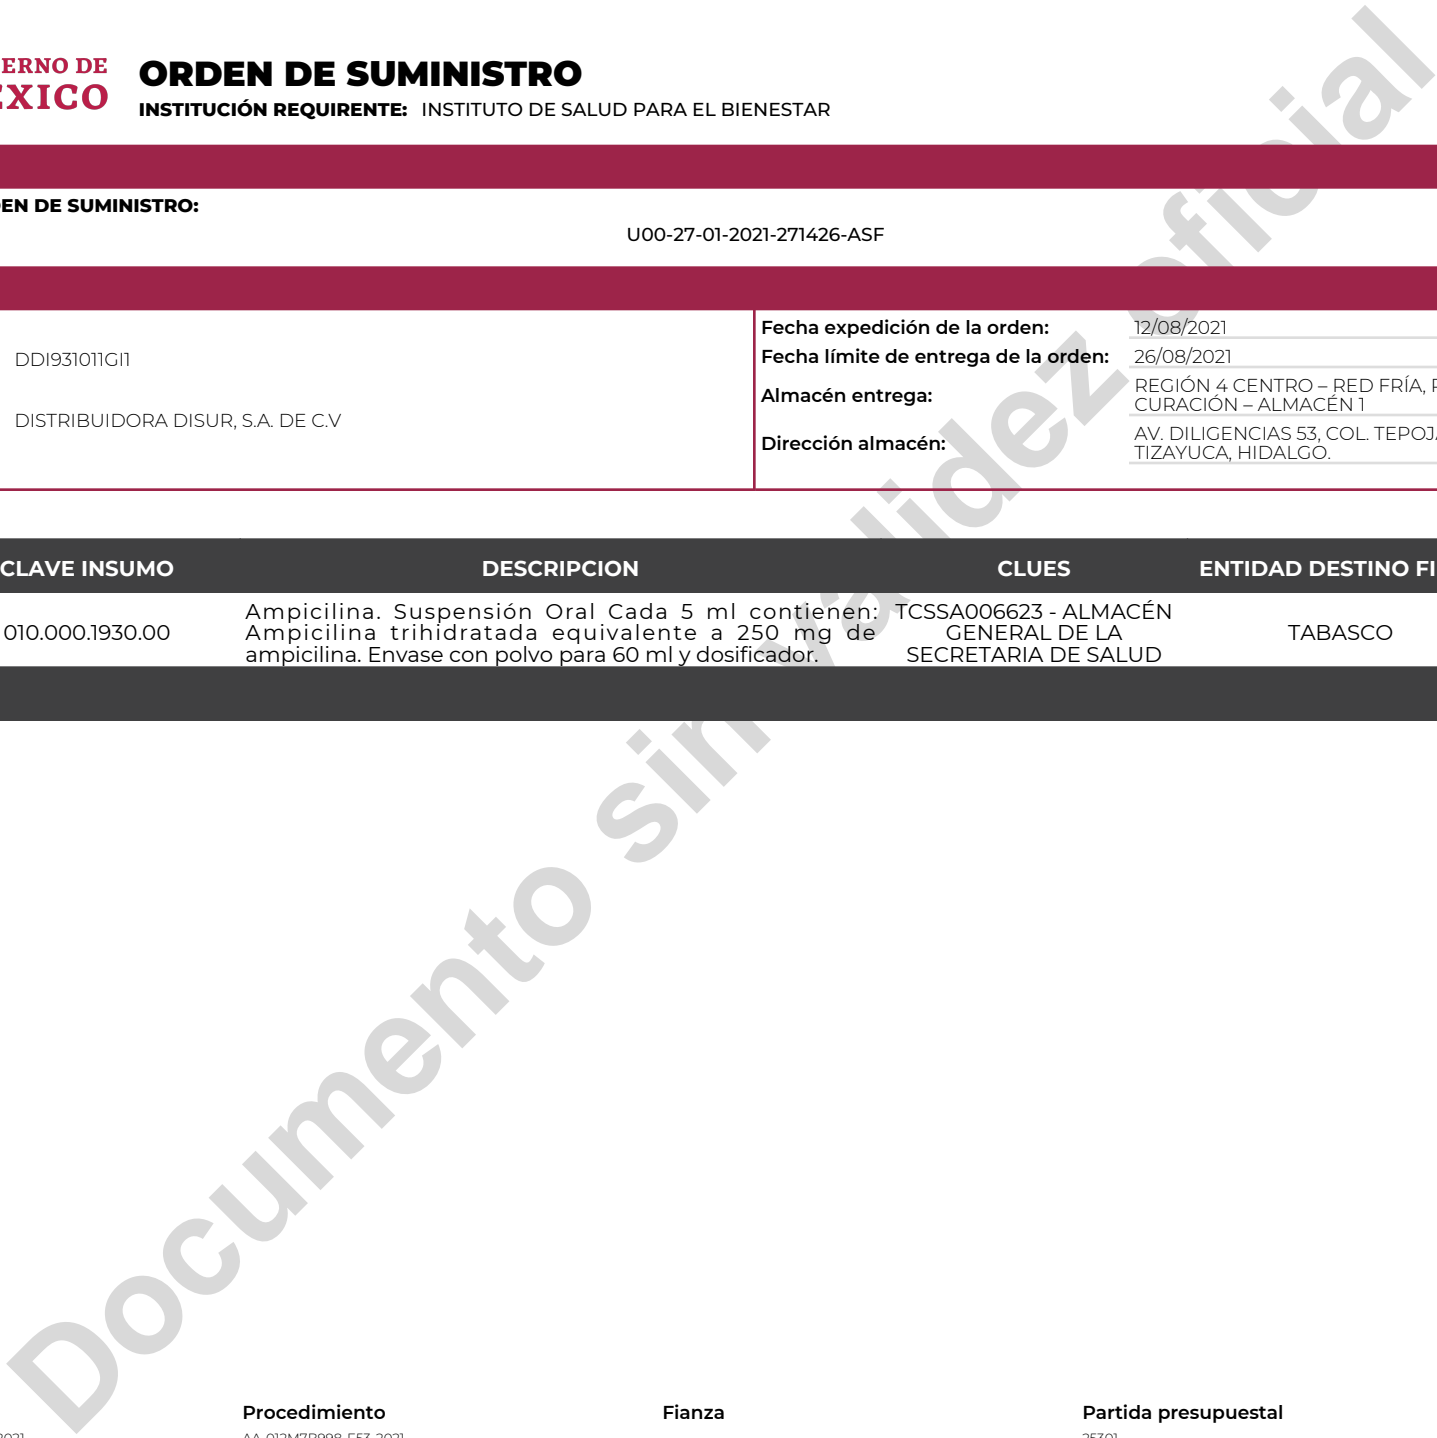 ERNO DE
EXICO
ORDEN DE SUMINISTRO
INSTITUCIÓN REQUIRENTE: INSTITUTO DE SALUD PARA EL BIENESTAR
EN DE SUMINISTRO:
U00-27-01-2021-271426-ASF
DDI931011GI1
DISTRIBUIDORA DISUR, S.A. DE C.V
Fecha expedición de la orden: 12/08/2021
Fecha límite de entrega de la orden: 26/08/2021
Almacén entrega: REGIÓN 4 CENTRO – RED FRÍA,
CURACIÓN – ALMACÉN 1
Dirección almacén: AV. DILIGENCIAS 53, COL. TEPOJA
TIZAYUCA, HIDALGO.
CLAVE INSUMO DESCRIPCION CLUES ENTIDAD DESTINO FI
010.000.1930.00
Ampicilina. Suspensión Oral Cada 5 ml contienen:
Ampicilina trihidratada equivalente a 250 mg de
ampicilina. Envase con polvo para 60 ml y dosificador.
TCSSA006623 - ALMACÉN
GENERAL DE LA
SECRETARIA DE SALUD
TABASCO
Documento sin validez oficial
Procedimiento Fianza Partida presupuestal